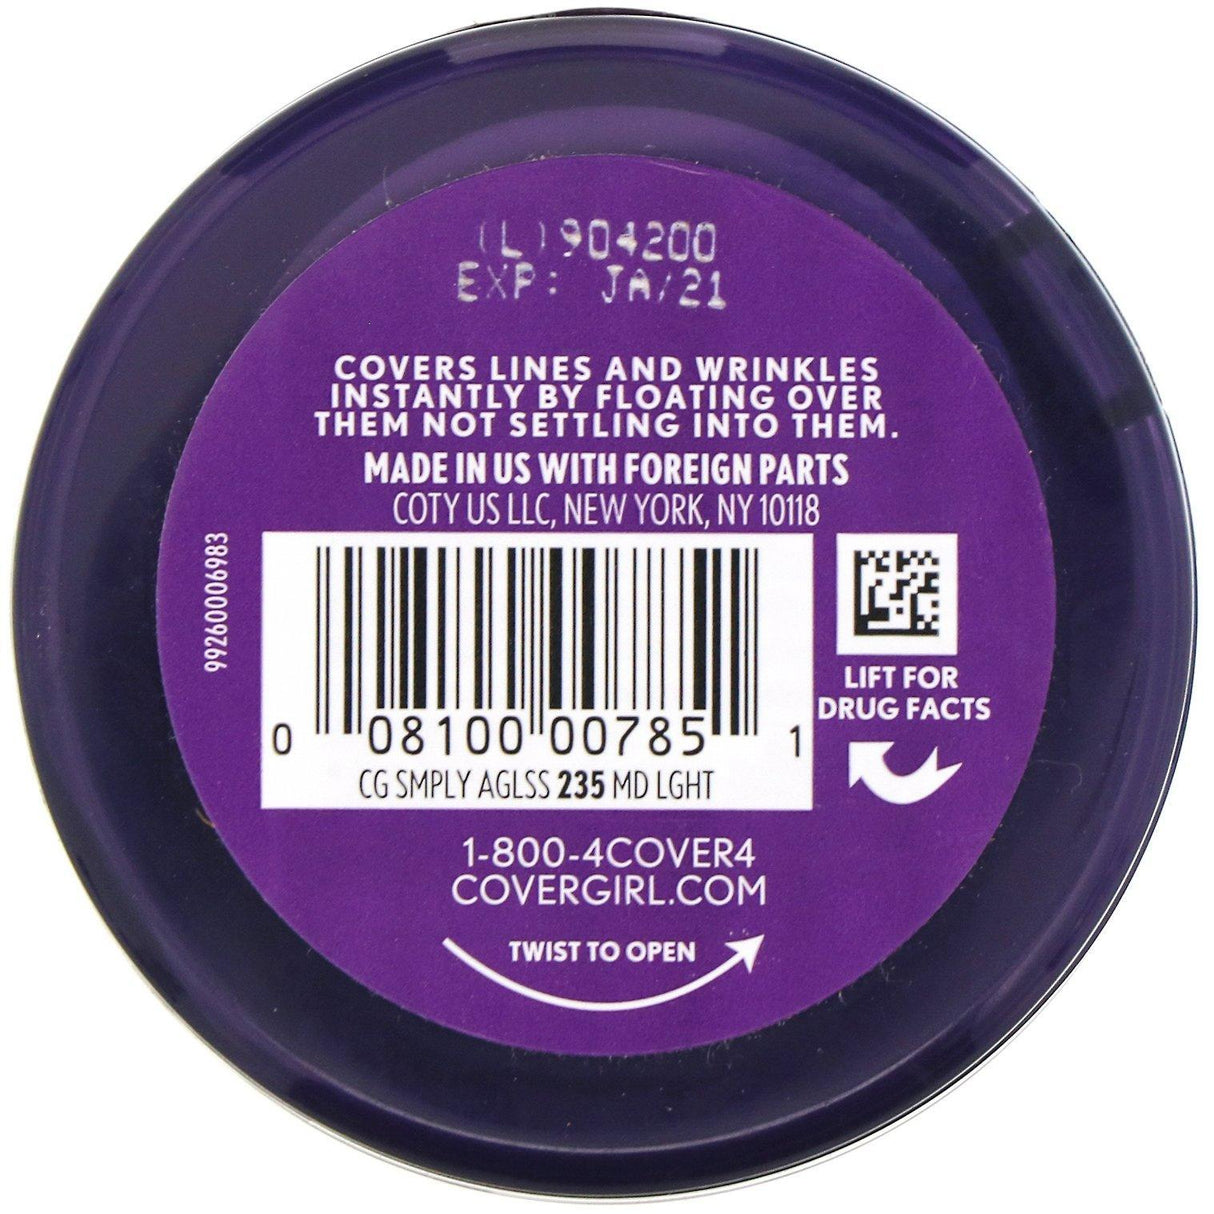 (L)904200
EXP: JA/21
COVERS LINES AND WRINKLES
INSTANTLY BY FLOATING OVER
THEM NOT SETTLING INTO THEM.
MADE IN US WITH FOREIGN PARTS
COTY US LLC, NEW YORK, NY 10118
99260006983
0 08100 00785 1
CG SMPLY AGLSS 235 MD LGHT
LIFT FOR
DRUG FACTS
1-800-4COVER4
COVERGIRL.COM
TWIST TO OPEN